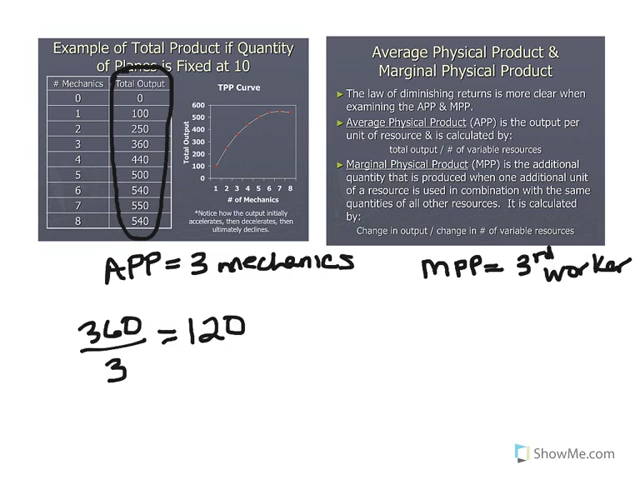 Example of Total Product if Quantity
of Planes is Fixed at 10
# Mechanics Total Output
0 0
1 100
2 250
3 360
4 440
5 500
6 540
7 550
8 540
TPP Curve
Total Output
600
500
400
300
200
100
0
1 2 3 4 5 6 7 8
# of Mechanics
*Notice how the output initially
accelerates, then decelerates, then
ultimately declines.
Average Physical Product &
Marginal Physical Product
The law of diminishing returns is more clear when
examining the APP & MPP.
Average Physical Product (APP) is the output per
unit of resource & is calculated by:
total output / # of variable resources
Marginal Physical Product (MPP) is the additional
quantity that is produced when one additional unit
of a resource is used in combination with the same
quantities of all other resources. It is calculated
by:
Change in output / change in # of variable resources
APP = 3 mechanics
360
3
= 120
MPP = 3rd
worker
ShowMe.com